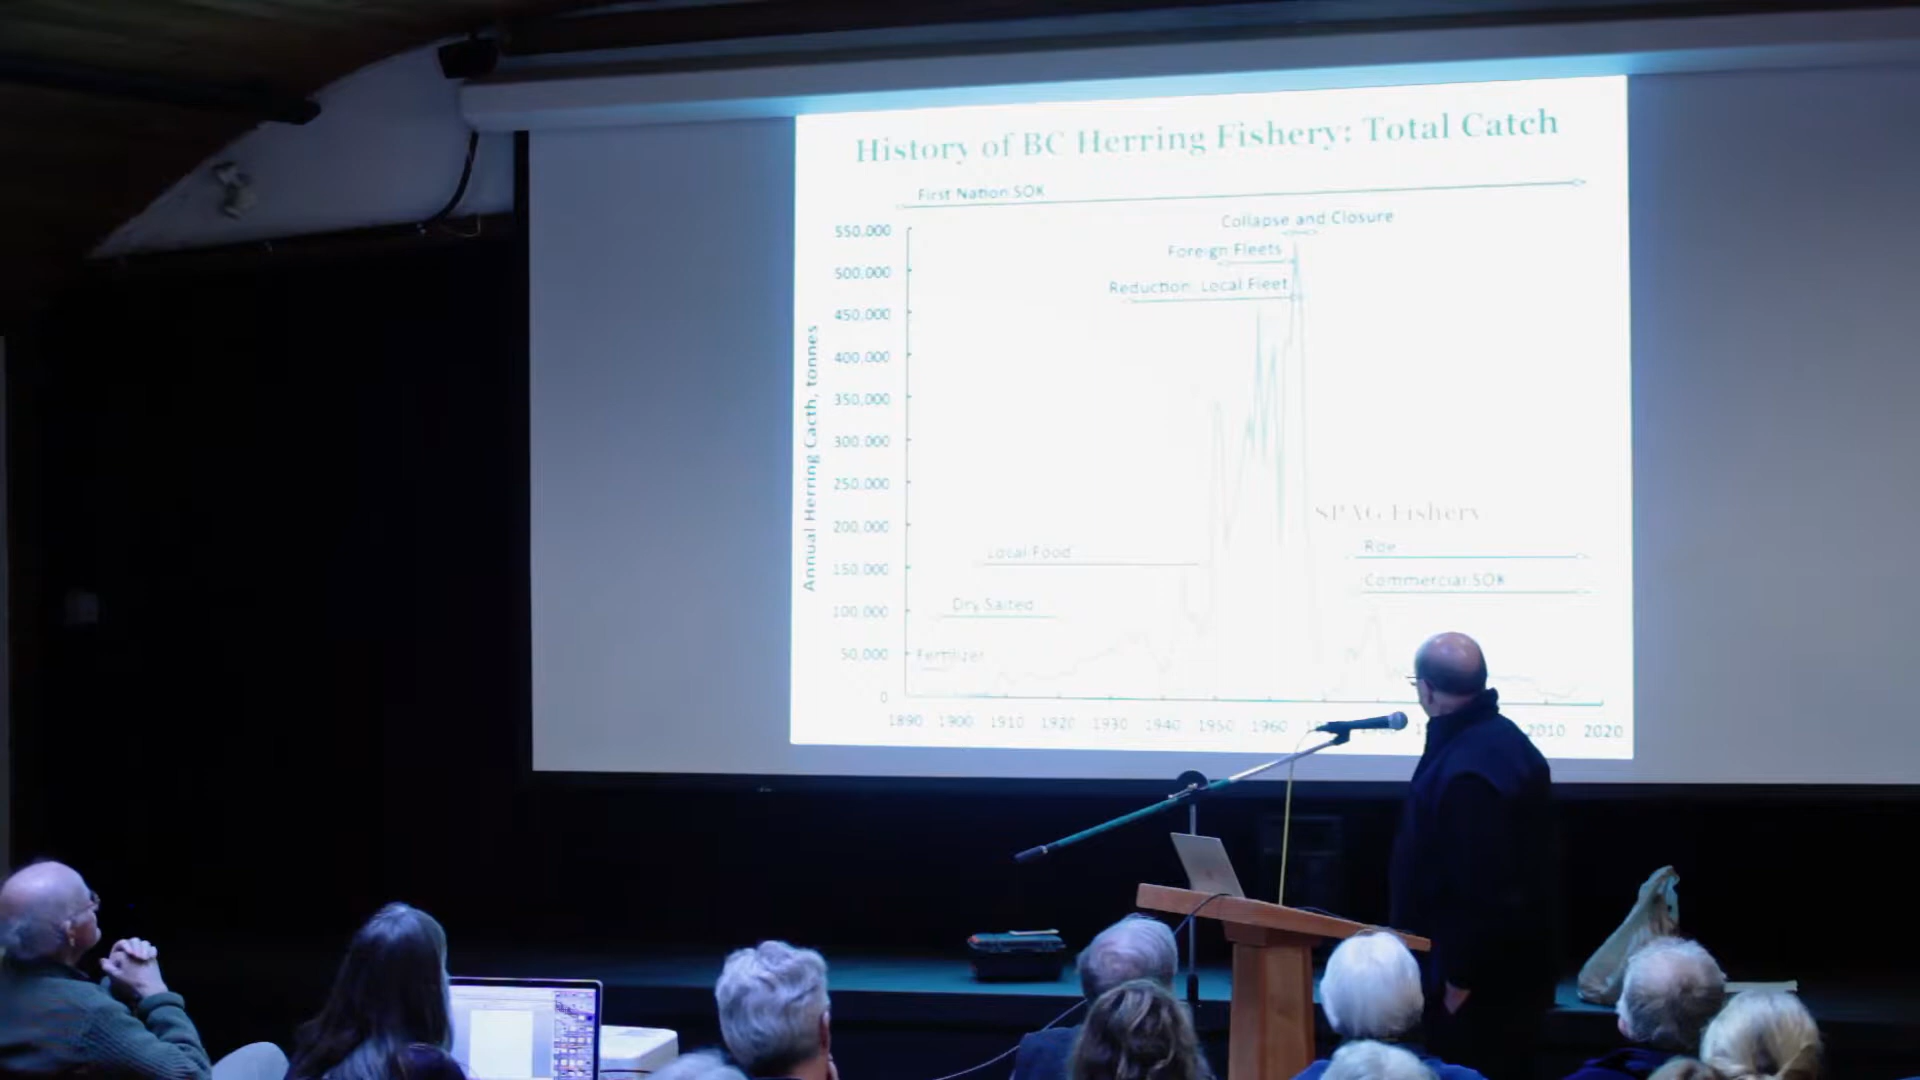 History of BC Herring Fishery: Total Catch
First Nation SOK
Collapse and Closure
Foreign Fleets
Reduction: Local Fleet
550,000
500,000
450,000
400,000
350,000
300,000
250,000
200,000
150,000
100,000
50,000
0
Annual Herring Cacth, tonnes
SPAG Fishery
Roe
Commercial SOK
Local Food
Dry Salted
Fertilizer
1890 1900 1910 1920 1930 1940 1950 1960 2010 2020